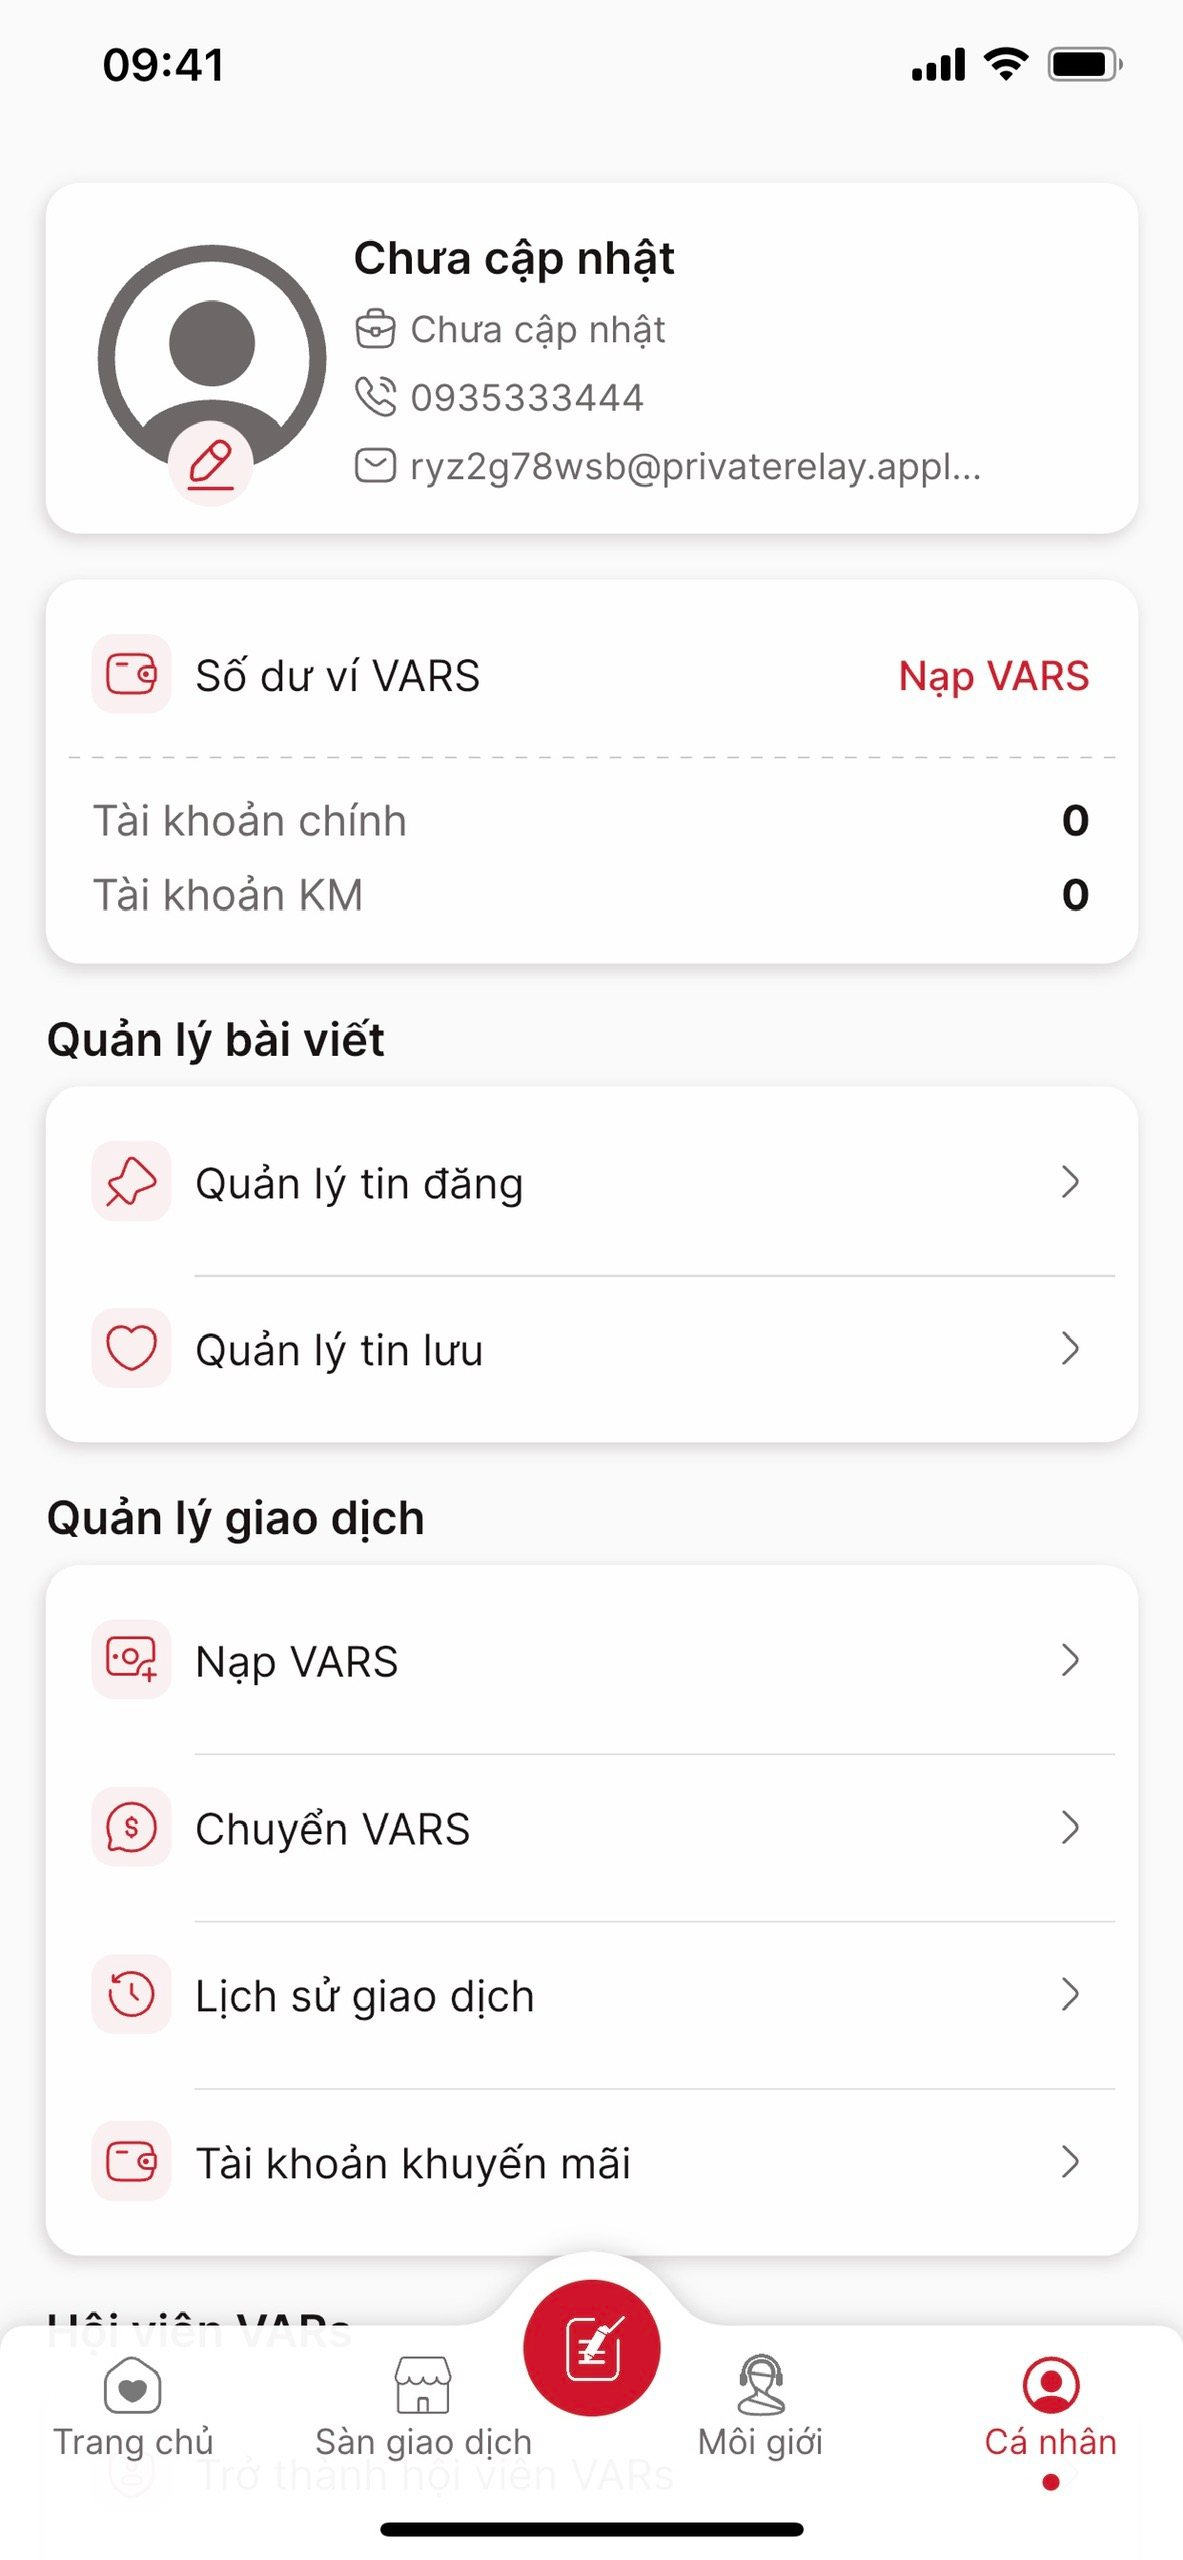 09:41
Chưa cập nhật
Chưa cập nhật
0935333444
ryz2g78wsb@privaterelay.appl...
Số dư ví VARS
Nạp VARS
Tài khoản chính
0
Tài khoản KM
0
Quản lý bài viết
Quản lý tin đăng
Quản lý tin lưu
Quản lý giao dịch
Nạp VARS
Chuyển VARS
Lịch sử giao dịch
Tài khoản khuyến mãi
Hội viên VARs
Trang chủ
Sàn giao dịch
Môi giới
Cá nhân
Trở thành hội viên VARs